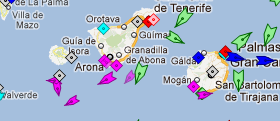 de La Palma
Villa de
Mazo
Orotava
de Tenerife
Güímar
Guía de
Isora
Granadilla
de Abona
Arona
Palmas
Gran
Gáldar
Mogán
San Bartolomé
de Tirajana
Valverde